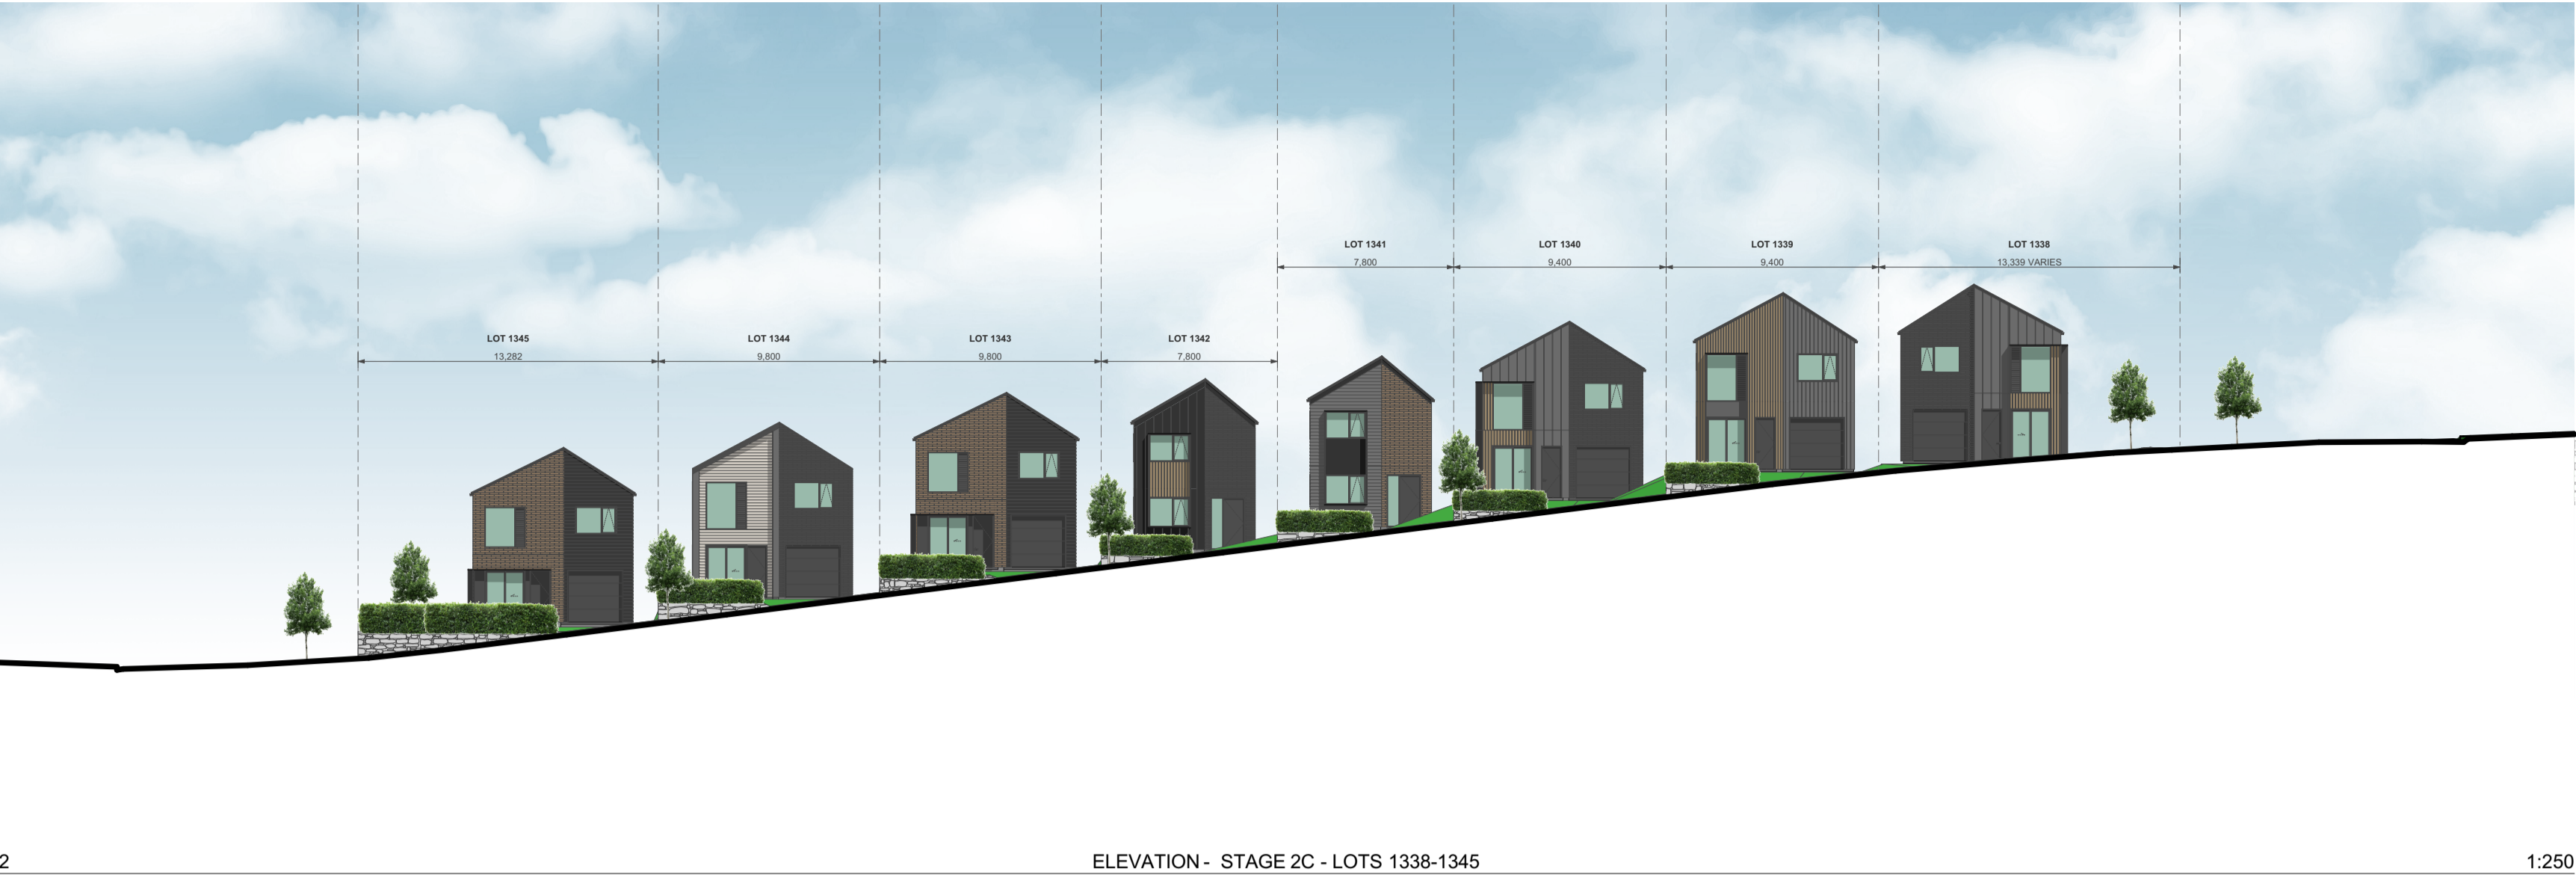 LOT 1341
7,800
LOT 1340
9,400
LOT 1339
9,400
LOT 1338
13,339 VARIES
LOT 1345
13,282
LOT 1344
9,800
LOT 1343
9,800
LOT 1342
7,800
2
ELEVATION - STAGE 2C - LOTS 1338-1345
1:250